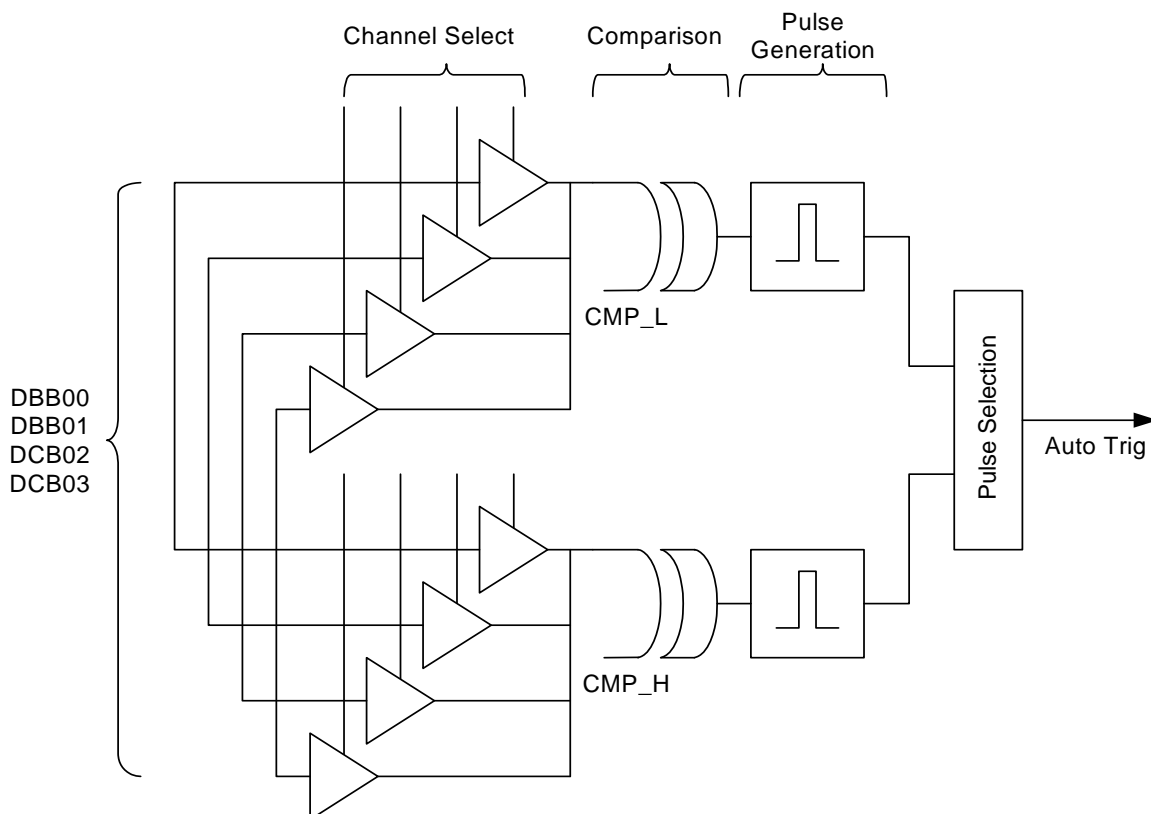 Channel Select
Comparison
Pulse
Generation
CMP_L
DBB00
DBB01
DCB02
DCB03
Pulse Selection
Auto Trig
CMP_H